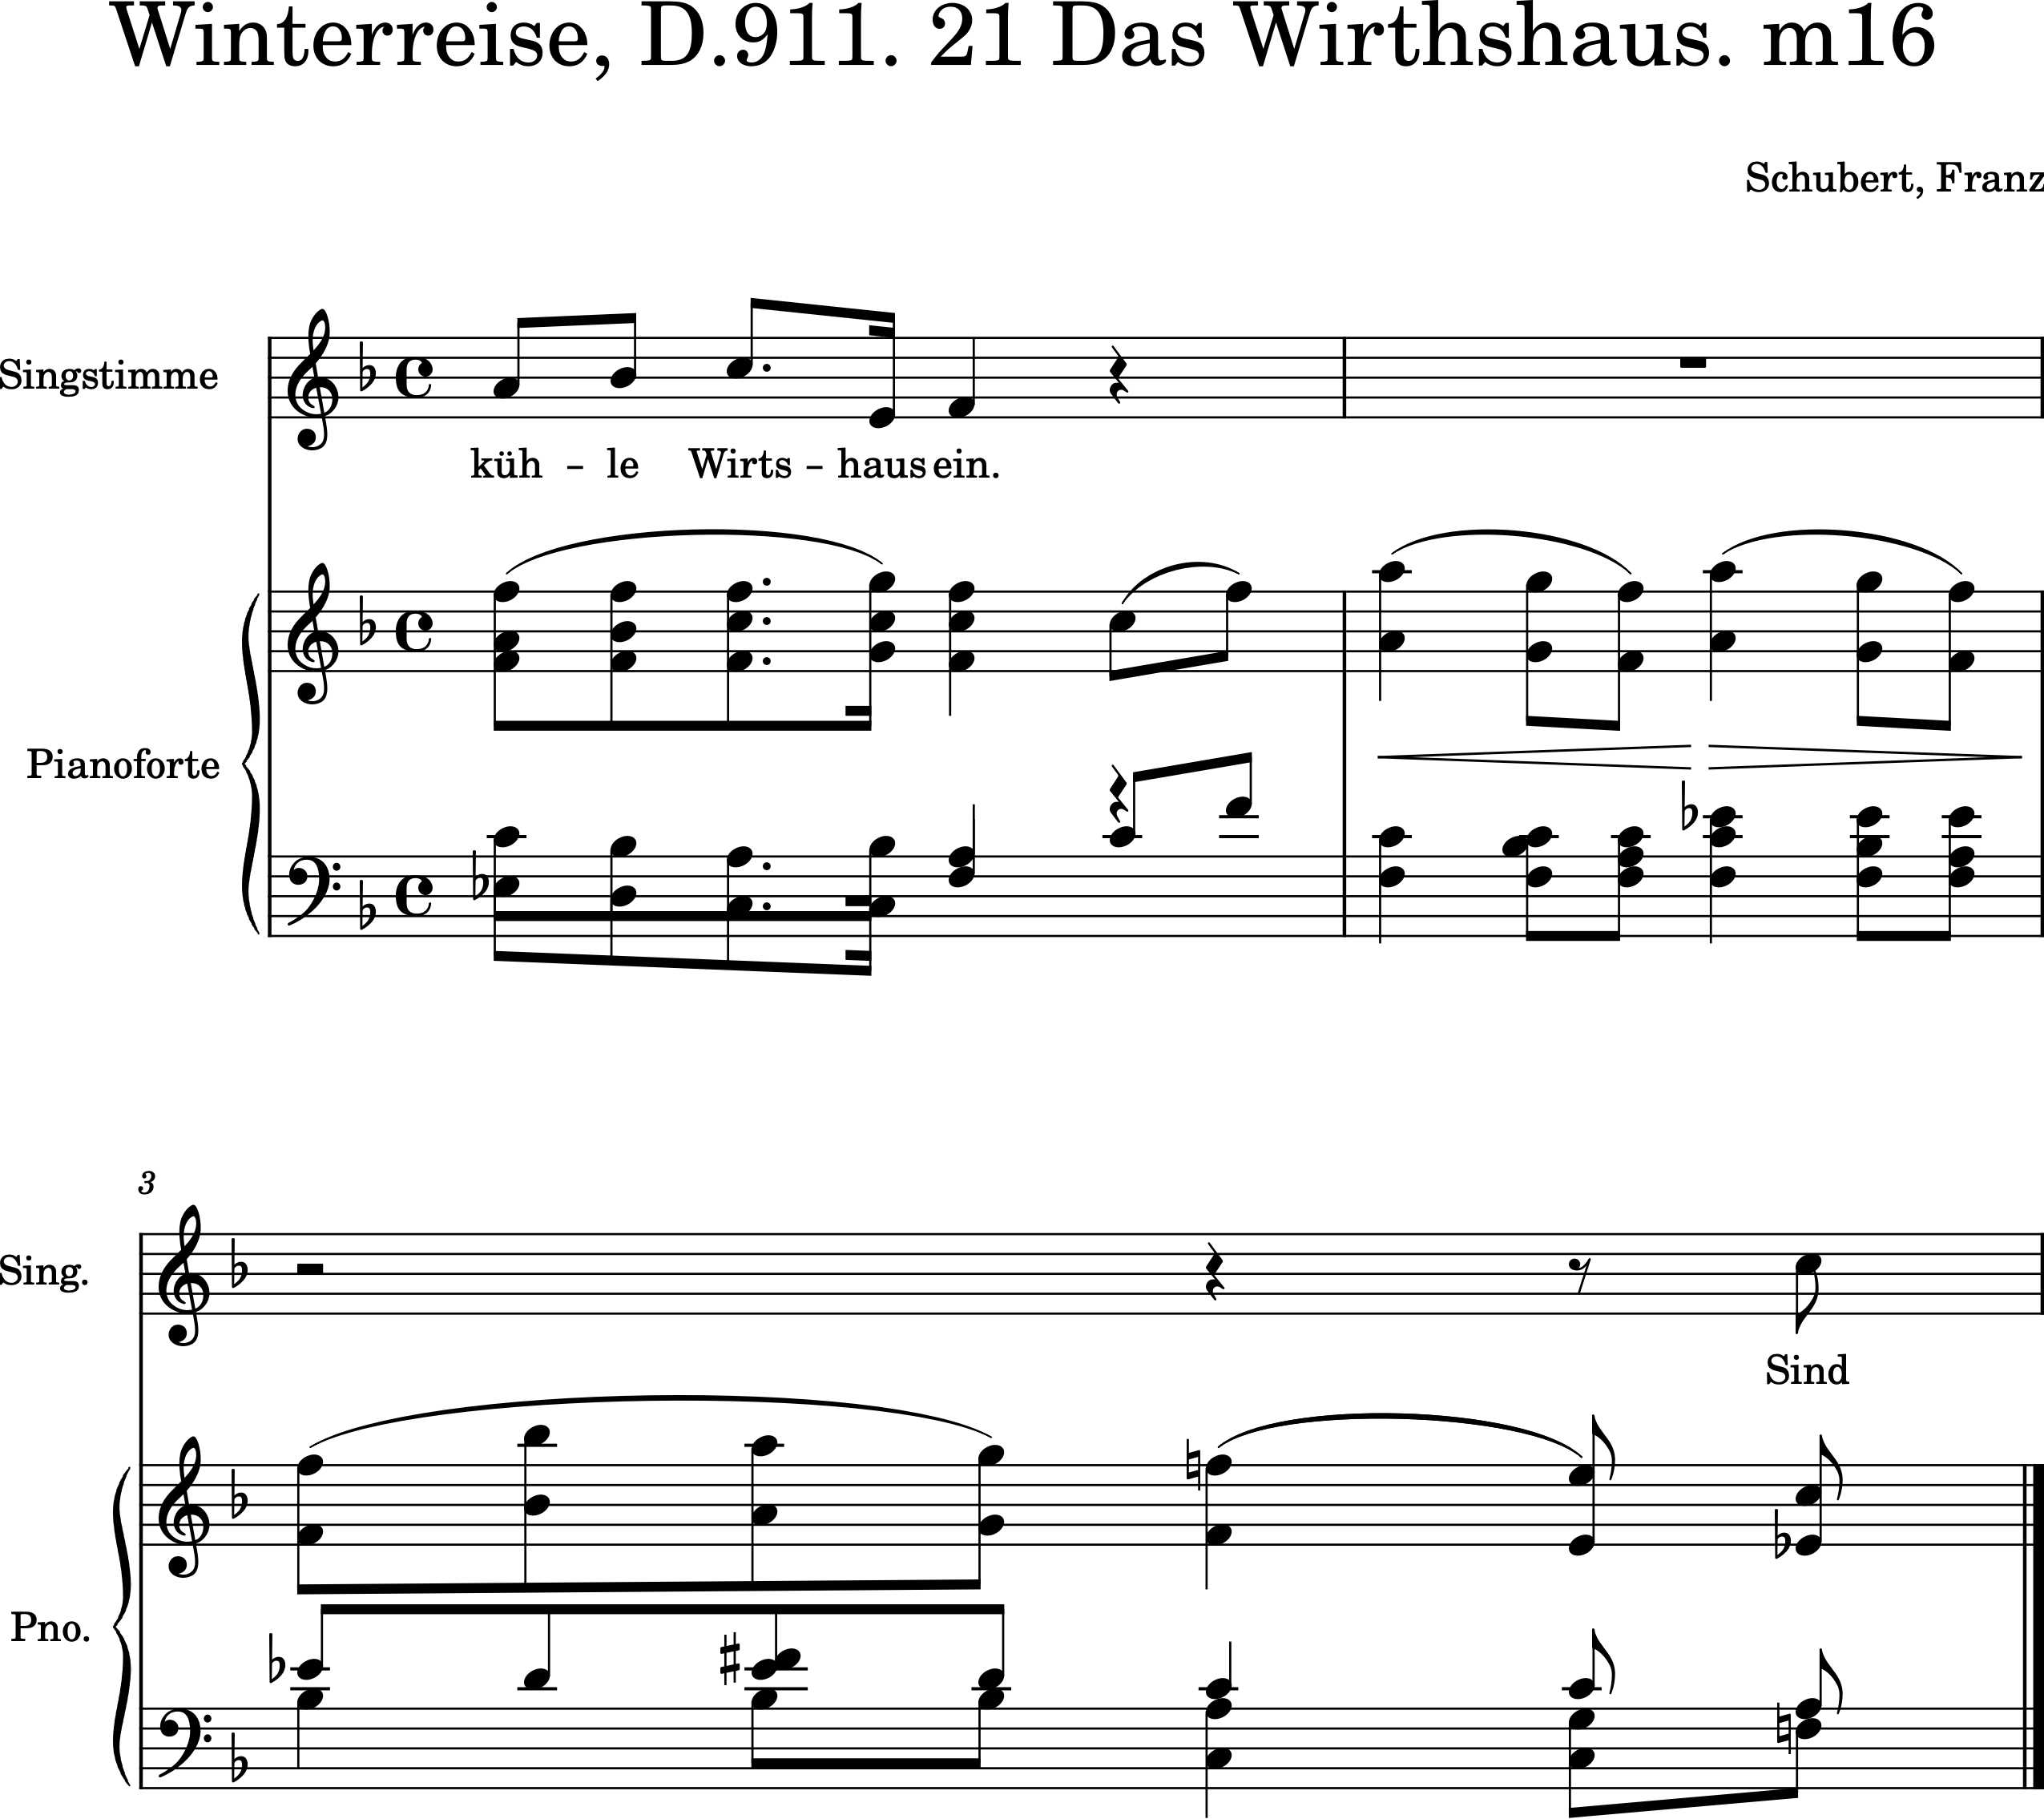 Winterreise, D.911. 21 Das Wirthshaus. m16
Schubert, Franz
Singstimme
küh – le Wirts – haus ein.
Pianoforte
3
Sing.
Sind
Pno.